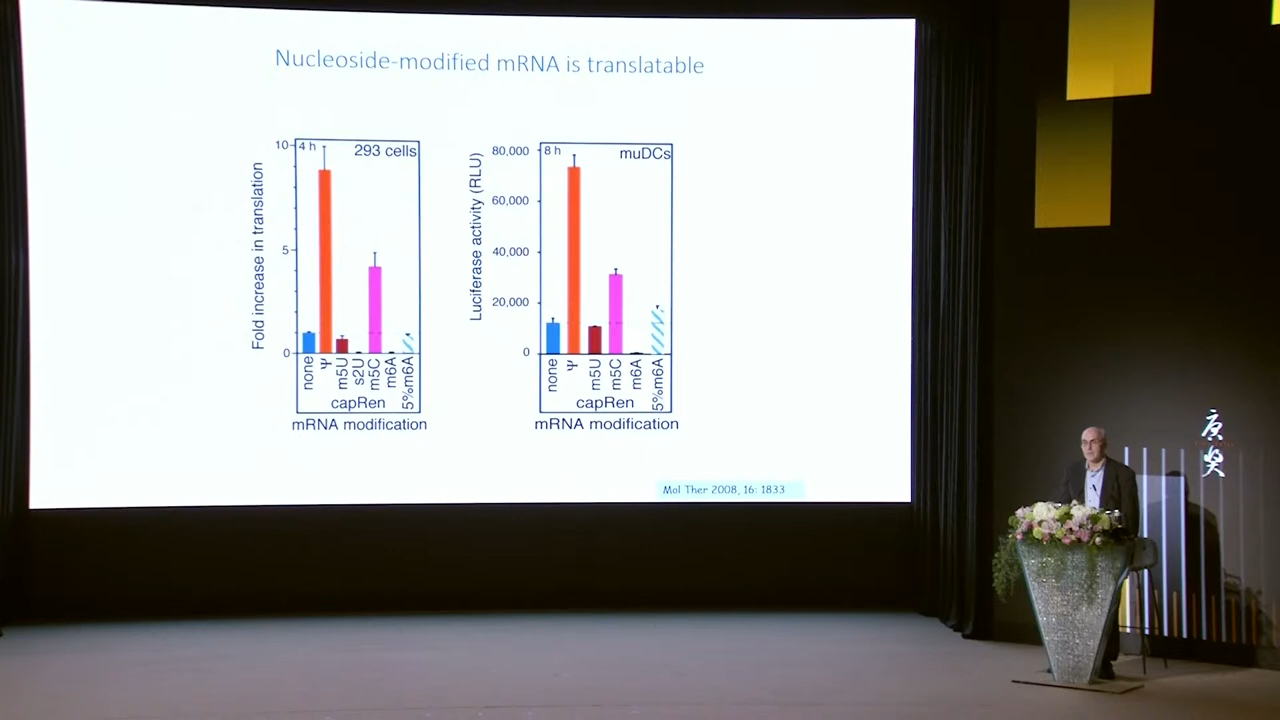 Nucleoside-modified mRNA is translatable
Fold increase in translation
10
5
0
4 h
293 cells
none
Ψ
m5U
s2U
m5C
m6A
5%m6A
capRen
mRNA modification
Luciferase activity (RLU)
80,000
60,000
40,000
20,000
0
8 h
muDCs
none
Ψ
m5U
m5C
m6A
5%m6A
capRen
mRNA modification
Mol Ther 2008, 16: 1833
唐
奖